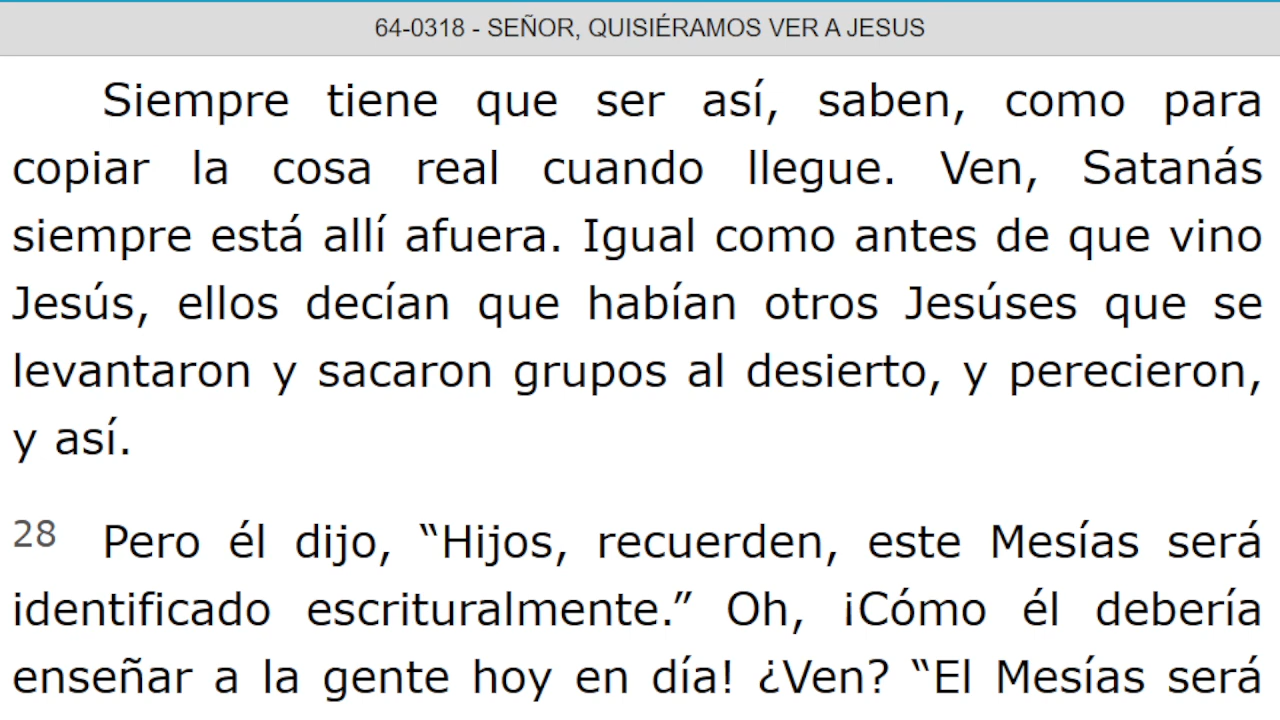 64-0318 - SEÑOR, QUISIÉRAMOS VER A JESUS
Siempre tiene que ser así, saben, como para
copiar la cosa real cuando llegue. Ven, Satanás
siempre está allí afuera. Igual como antes de que vino
Jesús, ellos decían que habían otros Jesúses que se
levantaron y sacaron grupos al desierto, y perecieron,
y así.
28 Pero él dijo, “Hijos, recuerden, este Mesías será
identificado escrituralmente.” Oh, ¡Cómo él debería
enseñar a la gente hoy en día! ¿Ven? “El Mesías será